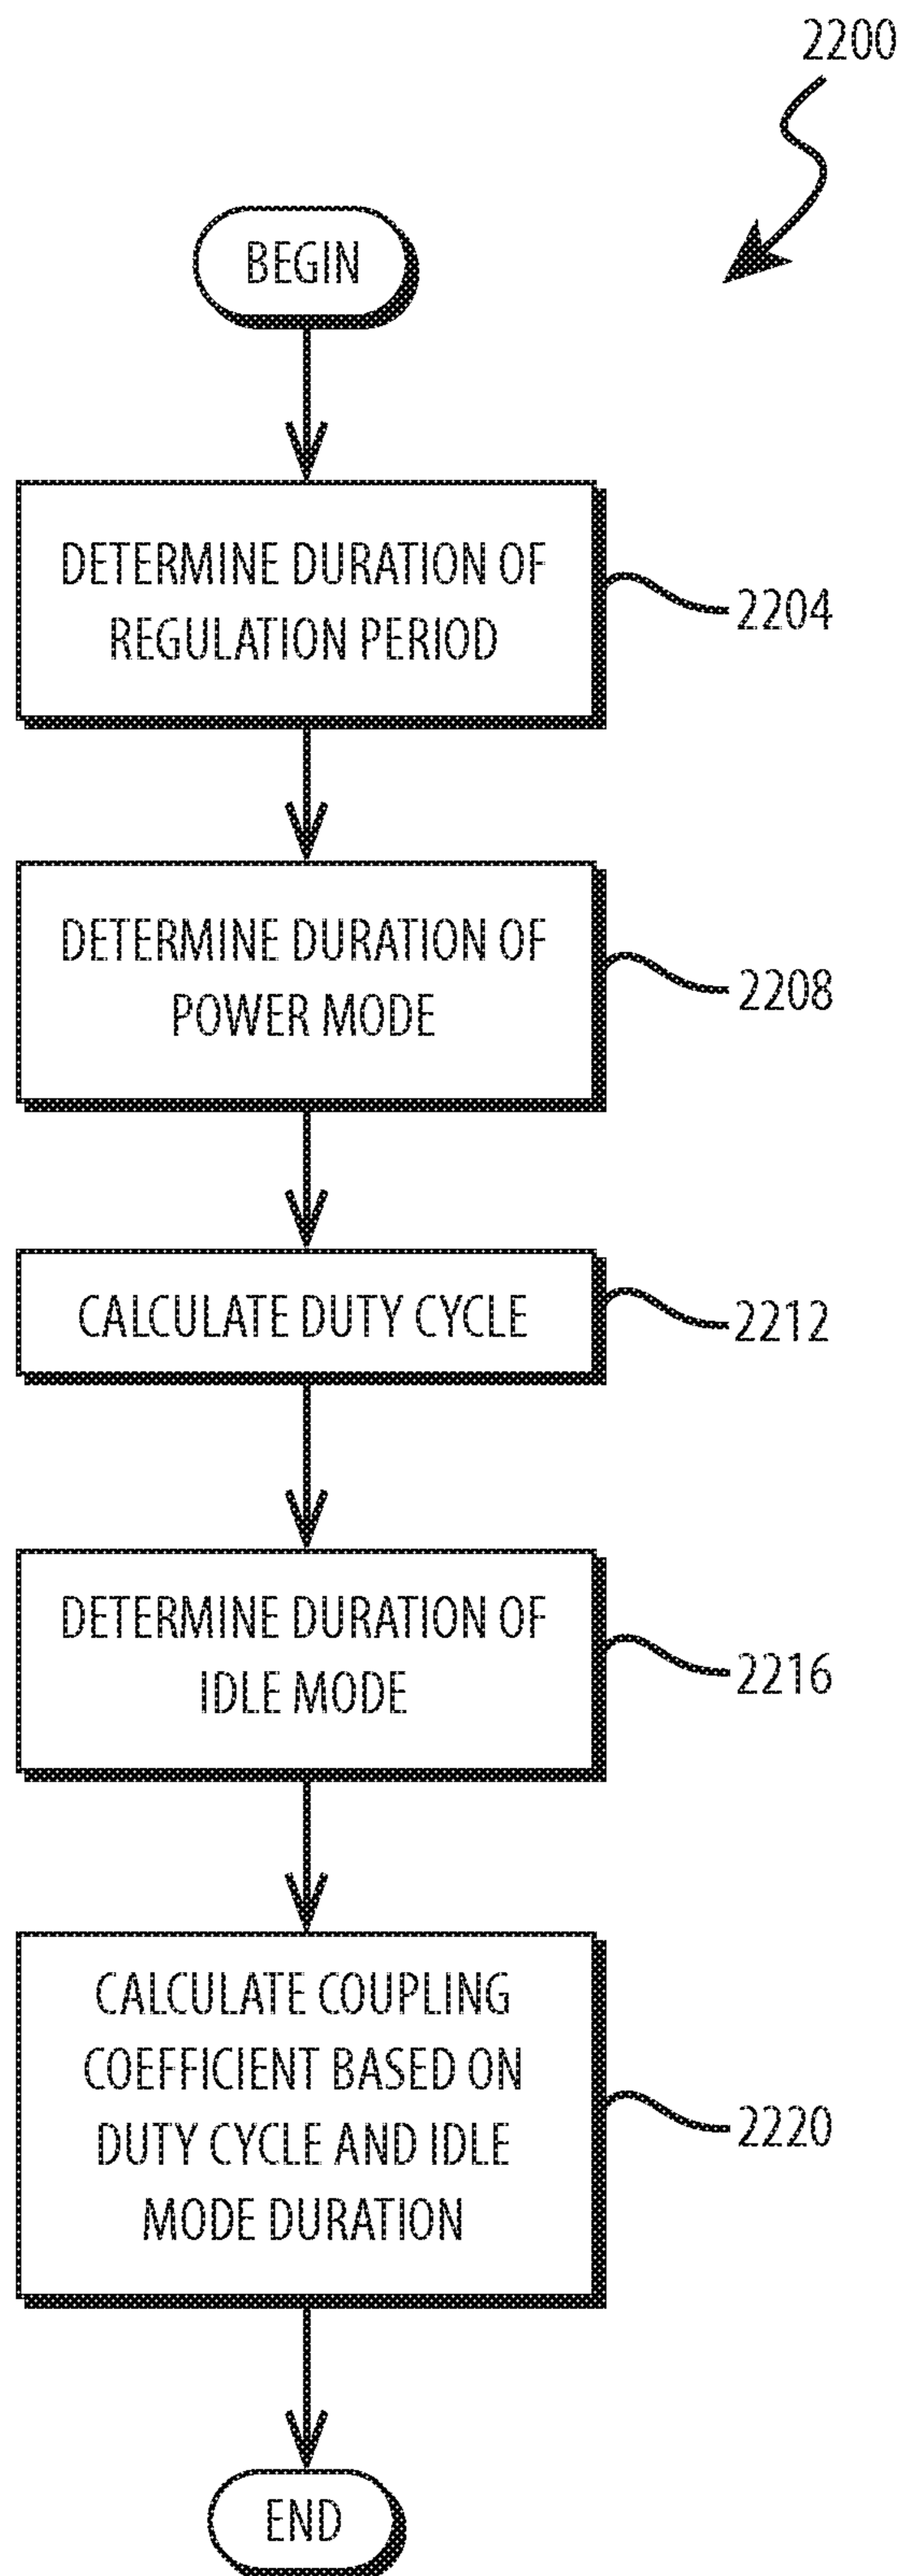 2200
BEGIN
DETERMINE DURATION OF
REGULATION PERIOD
2204
DETERMINE DURATION OF
POWER MODE
2208
CALCULATE DUTY CYCLE
2212
DETERMINE DURATION OF
IDLE MODE
2216
CALCULATE COUPLING
COEFFICIENT BASED ON
DUTY CYCLE AND IDLE
MODE DURATION
2220
END